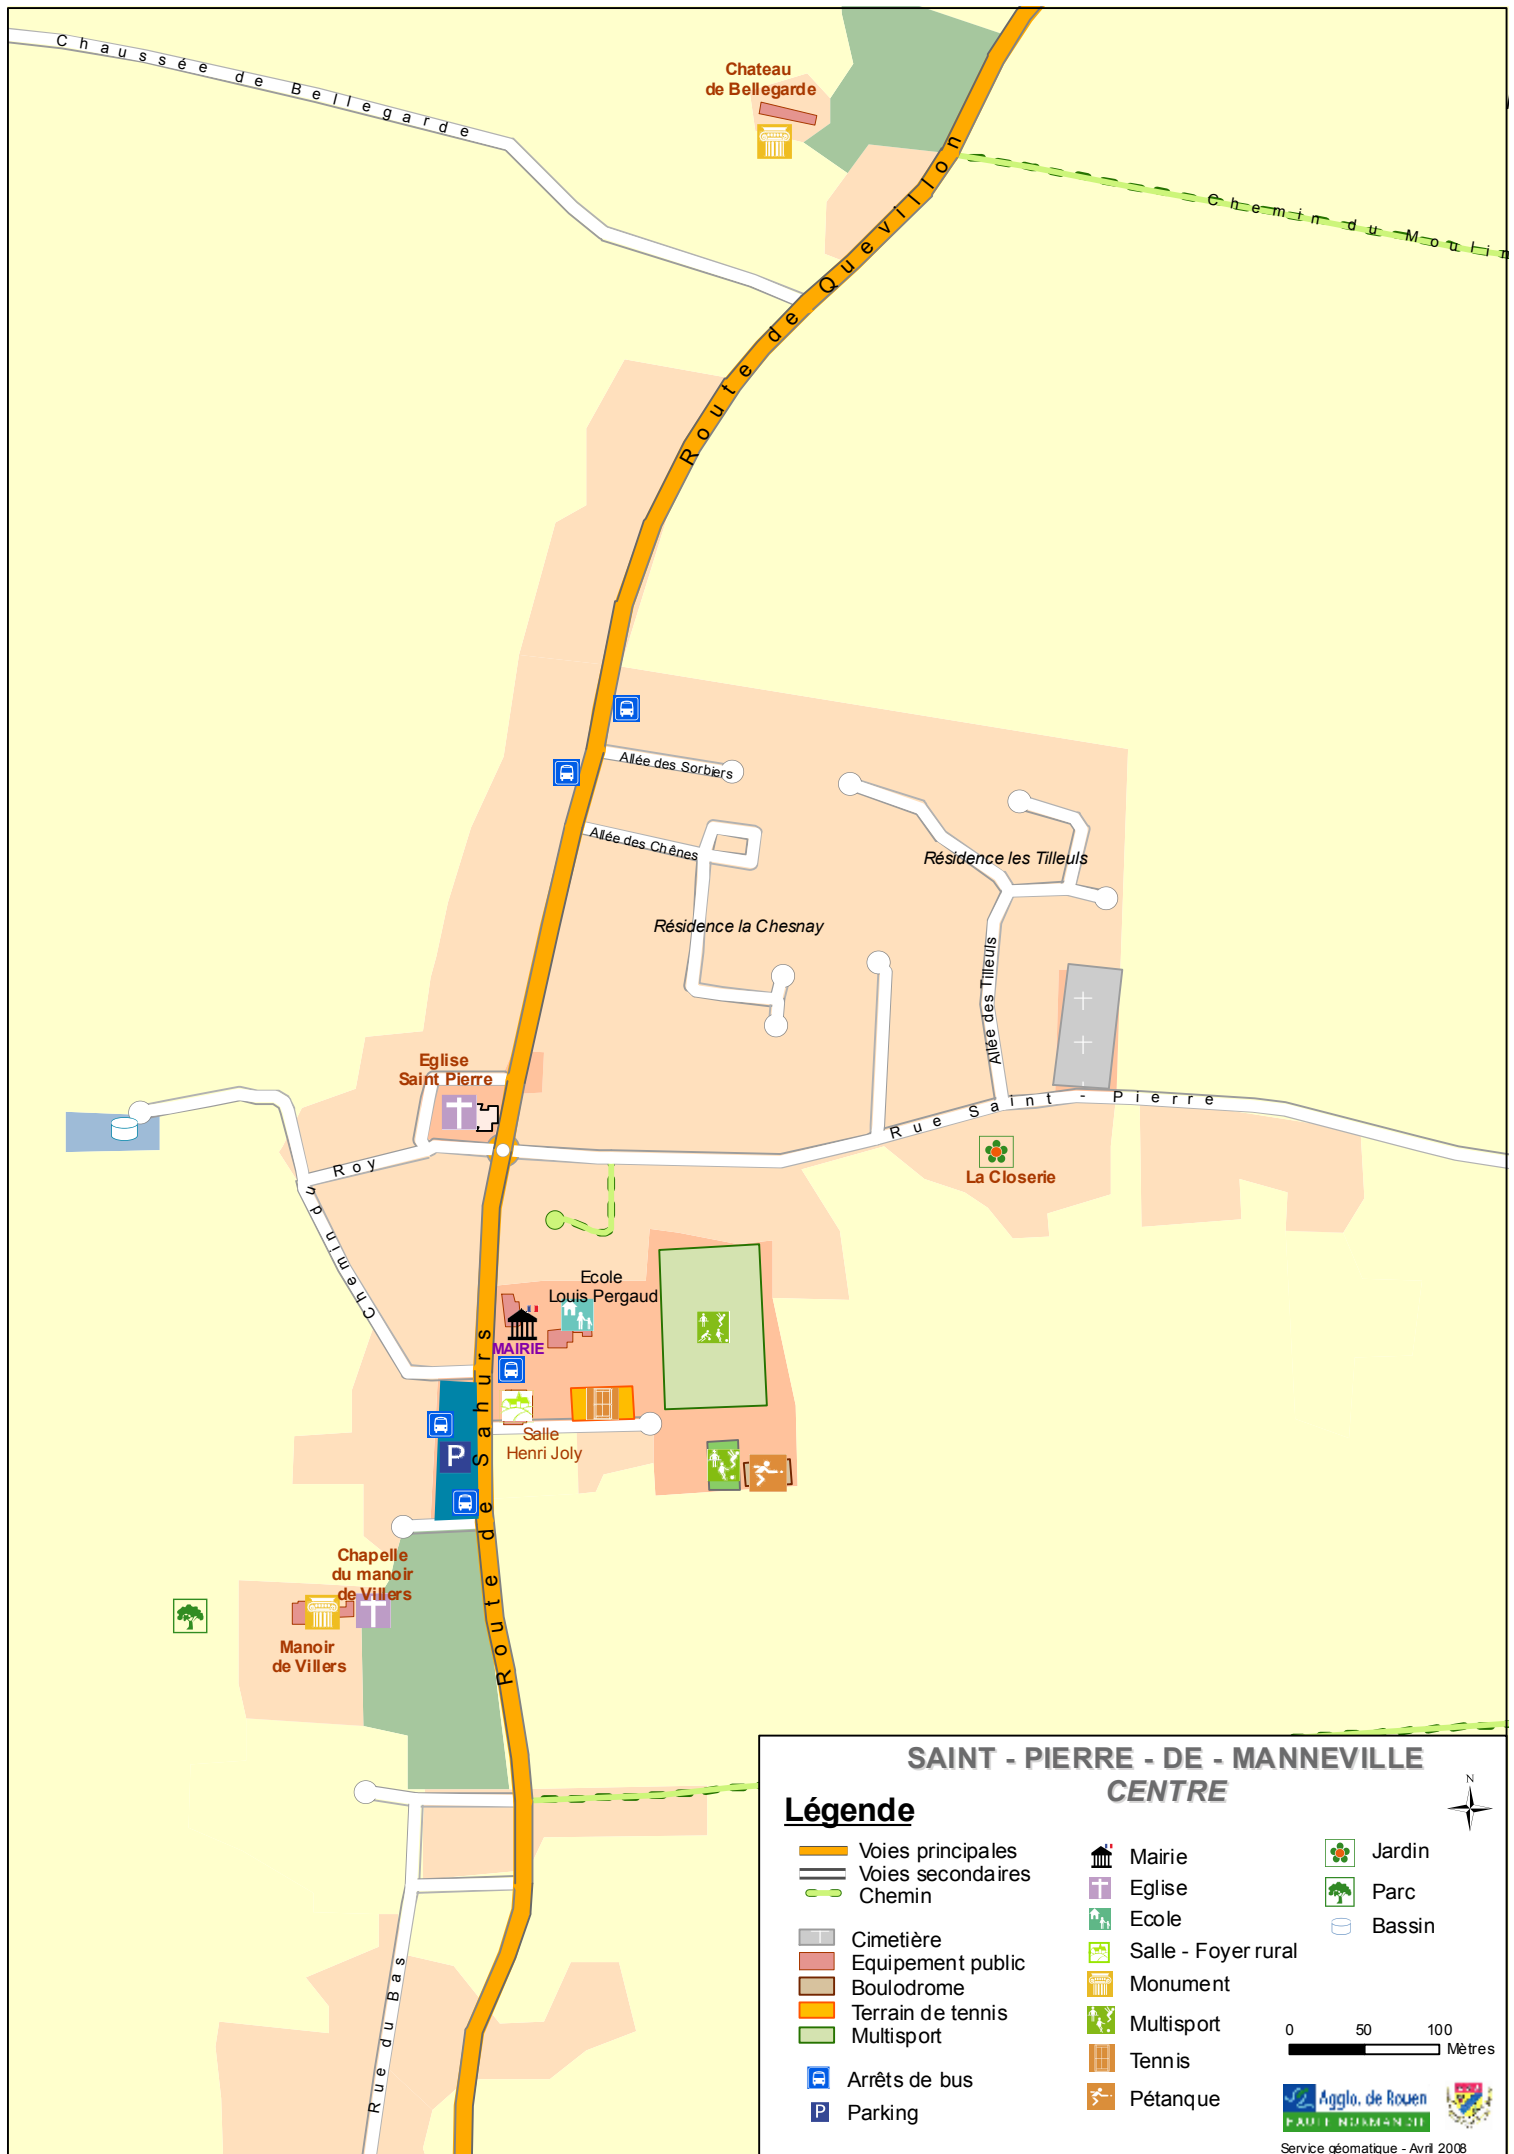 Chaussée de Bellegarde
Chateau
de Bellegarde
Chemin du Moulin
Route de Quevillon
Allée des Sorbiers
Allée des Chênes
Résidence les Tilleuls
Résidence la Chesnay
Allée des Tilleuls
Eglise
Saint Pierre
Rue Saint - Pierre
La Closerie
Chemin du Roy
Ecole
Louis Pergaud
MAIRIE
Salle
Henri Joly
P
Route de Sahurs
Chapelle
du manoir
de Villers
Manoir
de Villers
Rue du Bas
SAINT - PIERRE - DE - MANNEVILLE
CENTRE
N
Légende
Voies principales
Voies secondaires
Chemin
Cimetière
Equipement public
Boulodrome
Terrain de tennis
Multisport
Arrêts de bus
P Parking
Mairie
Eglise
Ecole
Salle - Foyer rural
Monument
Multisport
Tennis
Pétanque
Jardin
Parc
Bassin
0 50 100
Mètres
Agglo. de Rouen
HAUTE NORMANDIE
Service géomatique - Avril 2008